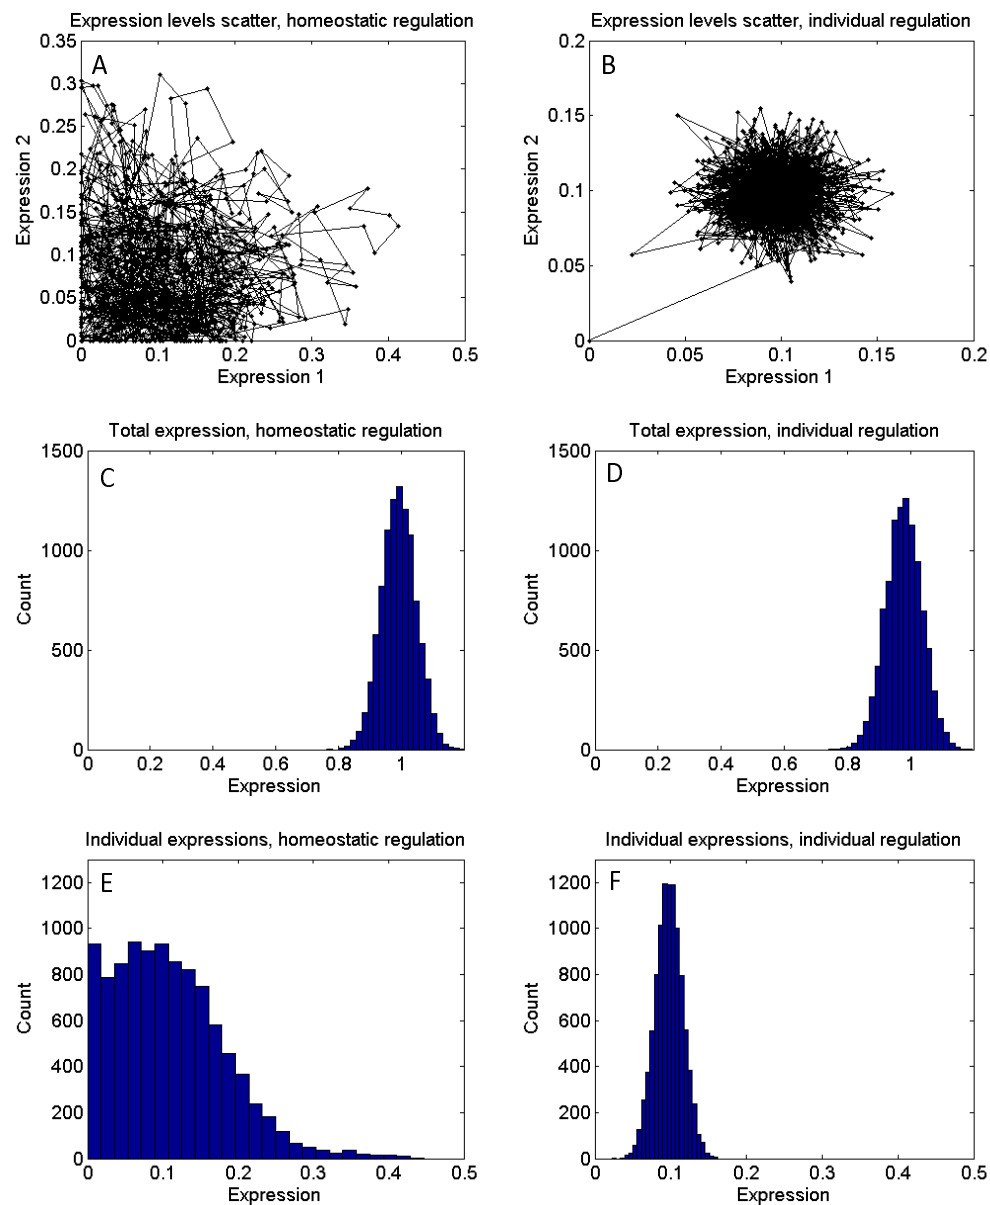 Expression levels scatter, homeostatic regulation
A
0.35
0.3
0.25
0.2
0.15
0.1
0.05
0
Expression 2
0 0.1 0.2 0.3 0.4 0.5
Expression 1
Expression levels scatter, individual regulation
B
0.2
0.15
0.1
0.05
0
Expression 2
0 0.05 0.1 0.15 0.2
Expression 1
Total expression, homeostatic regulation
C
1500
1000
500
0
Count
0 0.2 0.4 0.6 0.8 1
Expression
Total expression, individual regulation
D
1500
1000
500
0
Count
0 0.2 0.4 0.6 0.8 1
Expression
Individual expressions, homeostatic regulation
E
1200
1000
800
600
400
200
0
Count
0 0.1 0.2 0.3 0.4 0.5
Expression
Individual expressions, individual regulation
F
1200
1000
800
600
400
200
0
Count
0 0.1 0.2 0.3 0.4 0.5
Expression